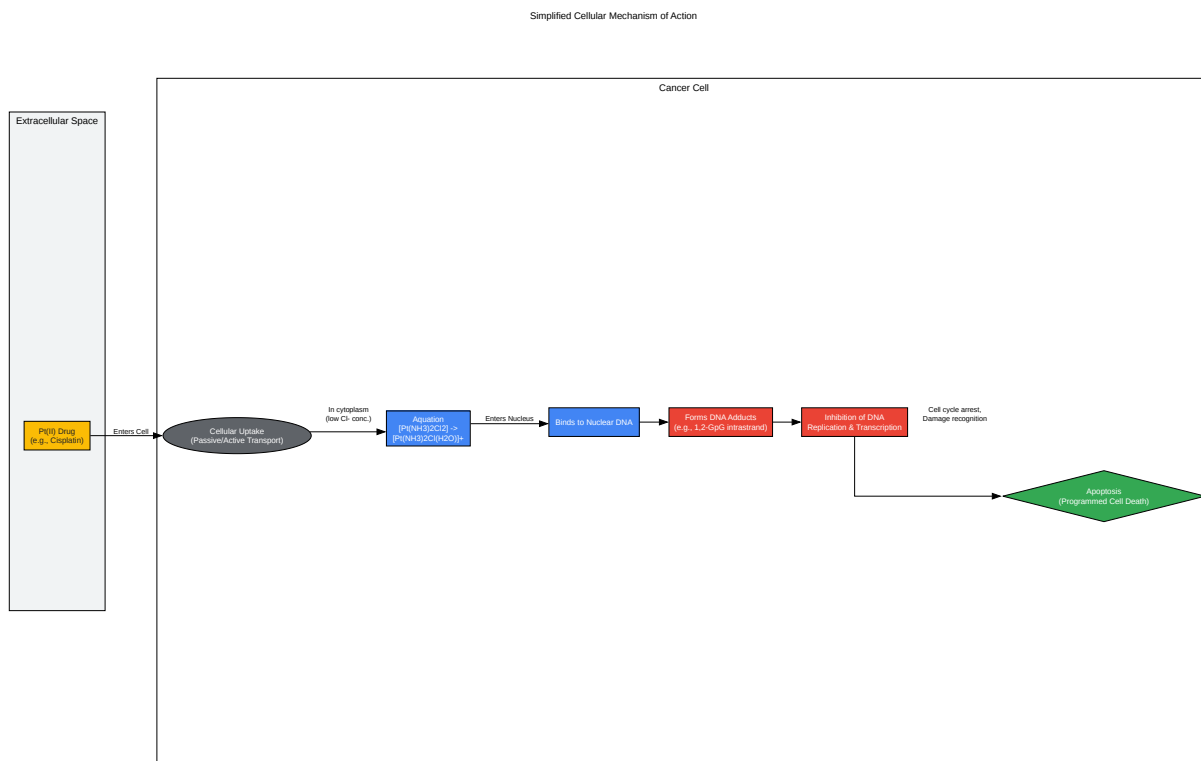 Simplified Cellular Mechanism of Action
Cancer Cell
Extracellular Space
Pt(II) Drug
(e.g., Cisplatin)
Enters Cell
Cellular Uptake
(Passive/Active Transport)
In cytoplasm
(low Cl- conc.)
Aquation
[Pt(NH3)2Cl2] ->
[Pt(NH3)2Cl(H2O)]+
Enters Nucleus
Binds to Nuclear DNA
Forms DNA Adducts
(e.g., 1,2-GpG intrastrand)
Inhibition of DNA
Replication & Transcription
Cell cycle arrest,
Damage recognition
Apoptosis
(Programmed Cell Death)